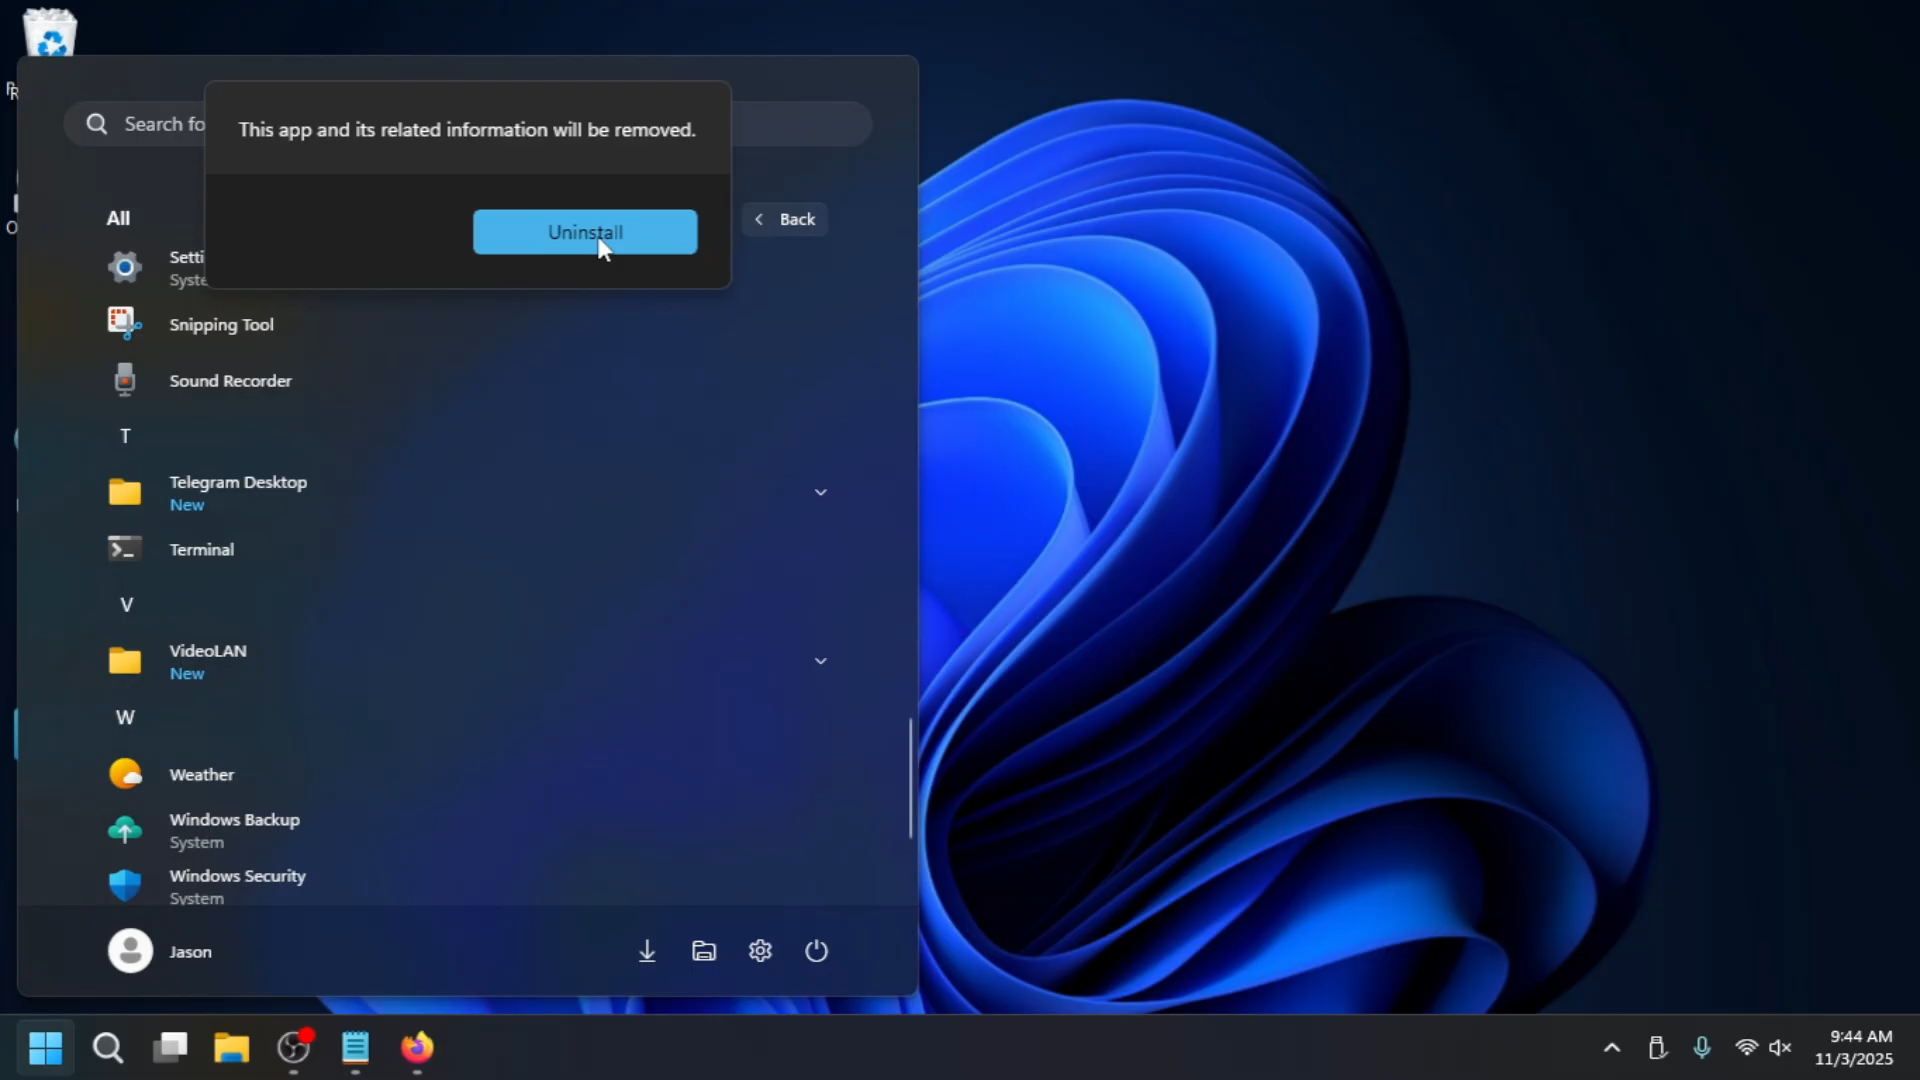 Search fo
This app and its related information will be removed.
Uninstall
All
Back
Setti
Syste
Snipping Tool
Sound Recorder
T
Telegram Desktop
New
Terminal
V
VideoLAN
New
W
Weather
Windows Backup
System
Windows Security
System
Jason
9:44 AM
11/3/2025